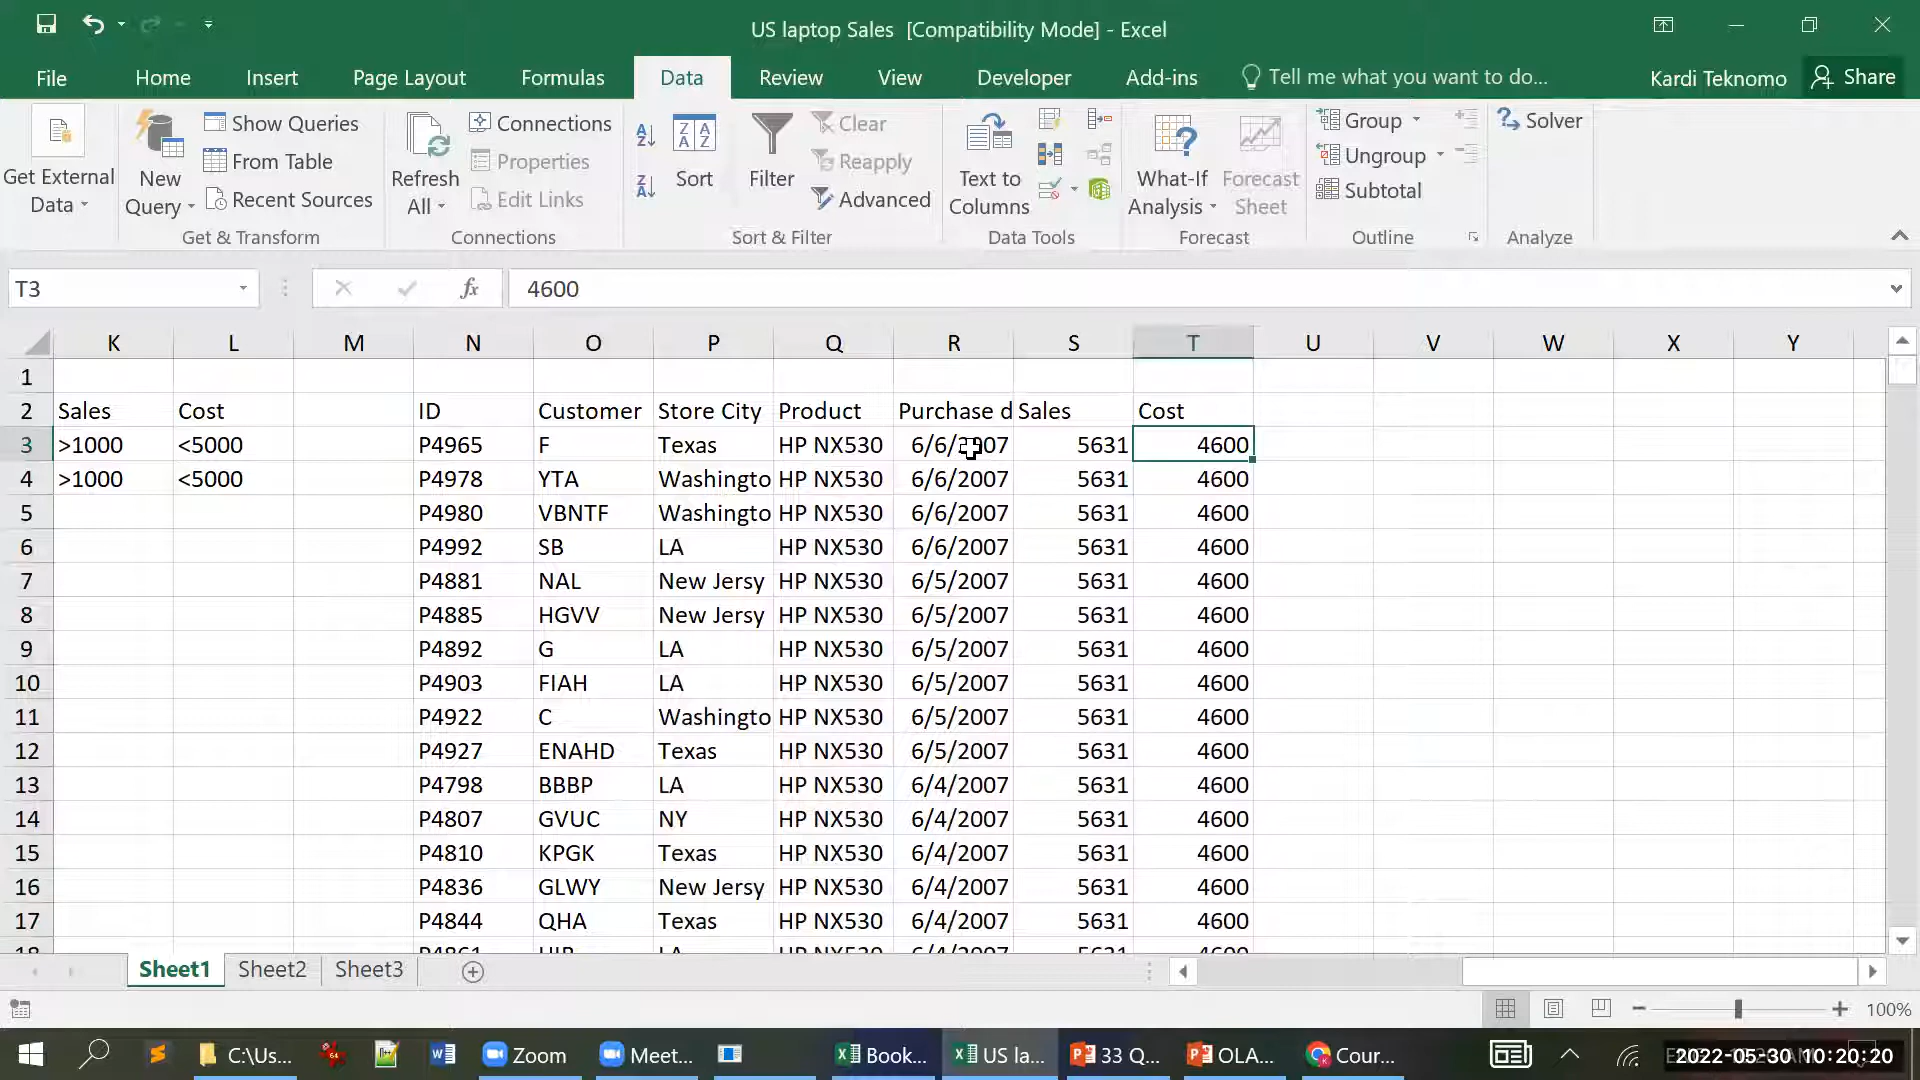 US laptop Sales [Compatibility Mode] - Excel
File Home Insert Page Layout Formulas Data Review View Developer Add-ins Tell me what you want to do... Kardi Teknomo Share
Get External Data
New Query
Show Queries
From Table
Recent Sources
Get & Transform
Refresh All
Connections
Properties
Edit Links
Connections
Sort
Filter
Clear
Reapply
Advanced
Sort & Filter
Text to Columns
Data Tools
What-If Analysis
Forecast Sheet
Forecast
Group
Ungroup
Subtotal
Outline
Solver
Analyze
T3 fx 4600
K L M N O P Q R S T U V W X Y
1
2 Sales Cost ID Customer Store City Product Purchase d Sales Cost
3 >1000 <5000 P4965 F Texas HP NX530 6/6/2007 5631 4600
4 >1000 <5000 P4978 YTA Washingto HP NX530 6/6/2007 5631 4600
5 P4980 VBNTF Washingto HP NX530 6/6/2007 5631 4600
6 P4992 SB LA HP NX530 6/6/2007 5631 4600
7 P4881 NAL New Jersy HP NX530 6/5/2007 5631 4600
8 P4885 HGVV New Jersy HP NX530 6/5/2007 5631 4600
9 P4892 G LA HP NX530 6/5/2007 5631 4600
10 P4903 FIAH LA HP NX530 6/5/2007 5631 4600
11 P4922 C Washingto HP NX530 6/5/2007 5631 4600
12 P4927 ENAHD Texas HP NX530 6/5/2007 5631 4600
13 P4798 BBBP LA HP NX530 6/4/2007 5631 4600
14 P4807 GVUC NY HP NX530 6/4/2007 5631 4600
15 P4810 KPGK Texas HP NX530 6/4/2007 5631 4600
16 P4836 GLWY New Jersy HP NX530 6/4/2007 5631 4600
17 P4844 QHA Texas HP NX530 6/4/2007 5631 4600
Sheet1 Sheet2 Sheet3
100%
C:\Us... Zoom Meet... Book... US la... 33 Q... OLA... Cour... 2022-05-30 10:20:20